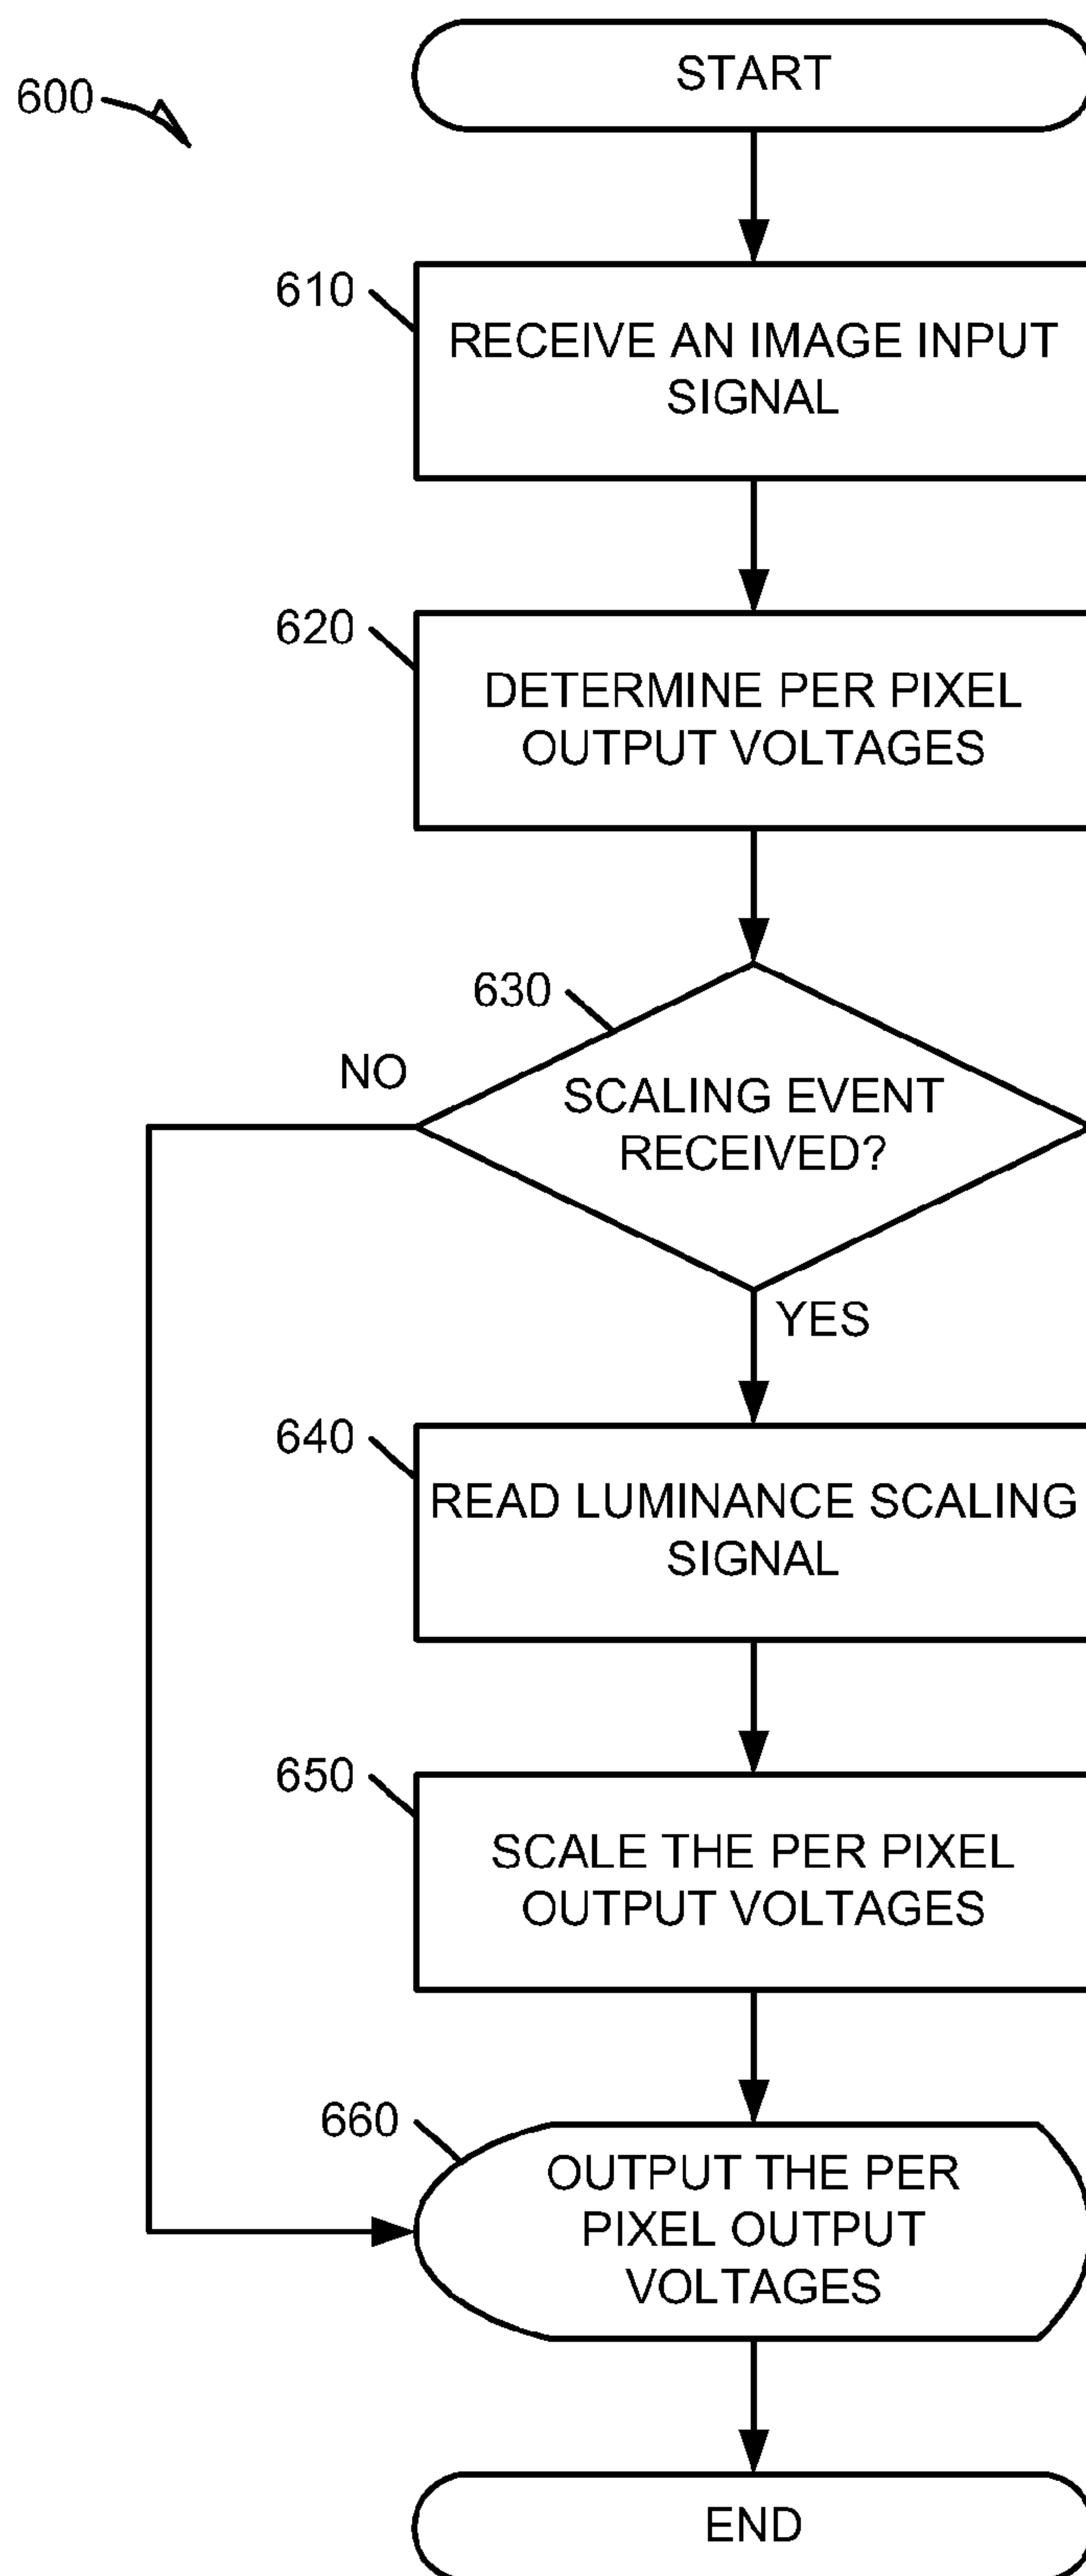 START
600
610
RECEIVE AN IMAGE INPUT
SIGNAL
620
DETERMINE PER PIXEL
OUTPUT VOLTAGES
630
NO
SCALING EVENT
RECEIVED?
YES
640
READ LUMINANCE SCALING
SIGNAL
650
SCALE THE PER PIXEL
OUTPUT VOLTAGES
660
OUTPUT THE PER
PIXEL OUTPUT
VOLTAGES
END